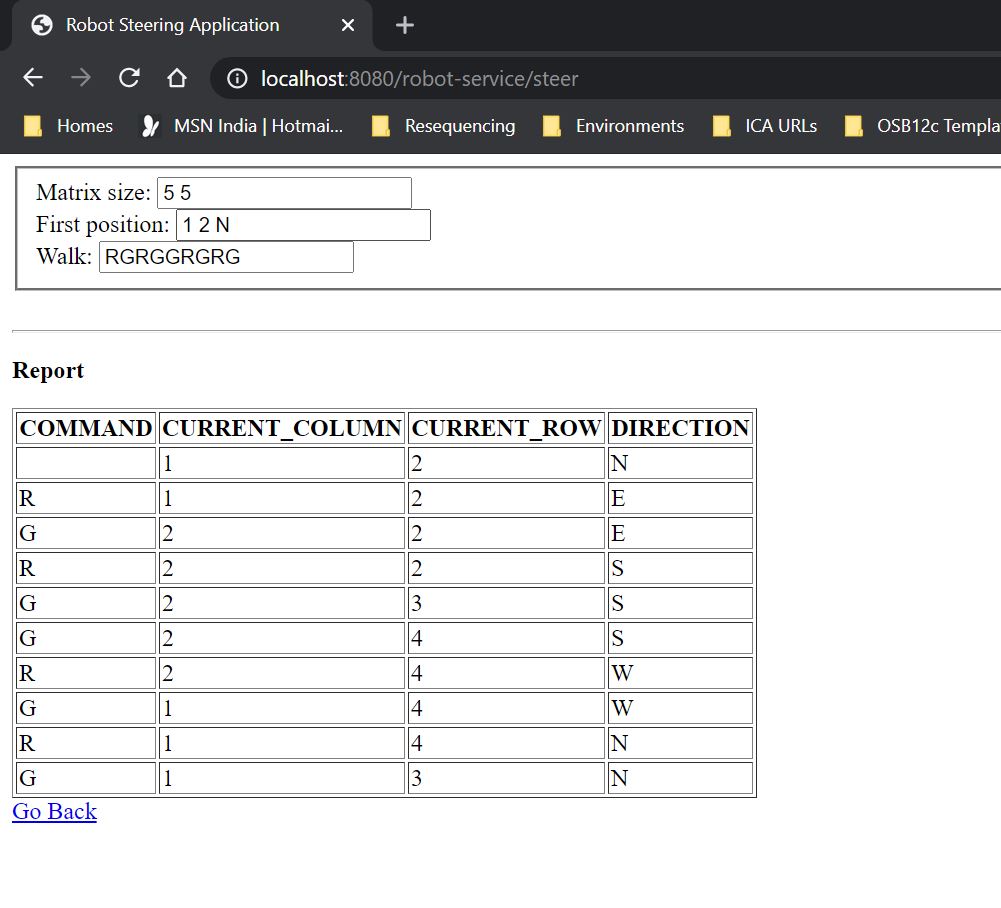 Robot Steering Application
localhost:8080/robot-service/steer
Homes MSN India | Hotmai... Resequencing Environments ICA URLs OSB12c Templa
Matrix size: 5 5
First position: 1 2 N
Walk: RGRGGRGRG
Report
COMMAND CURRENT_COLUMN CURRENT_ROW DIRECTION
1 2 N
R 1 2 E
G 2 2 E
R 2 2 S
G 2 3 S
G 2 4 S
R 2 4 W
G 1 4 W
R 1 4 N
G 1 3 N
Go Back